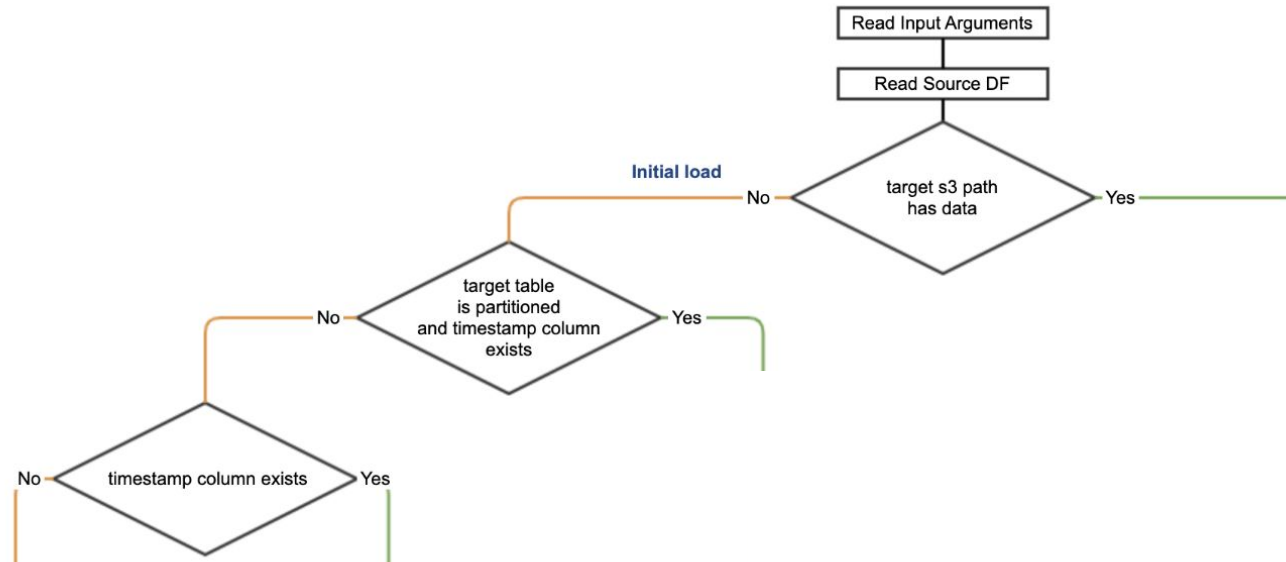 Read Input Arguments
Read Source DF
Initial load
No
target s3 path
has data
Yes
No
target table
is partitioned
and timestamp column
exists
Yes
No
timestamp column exists
Yes